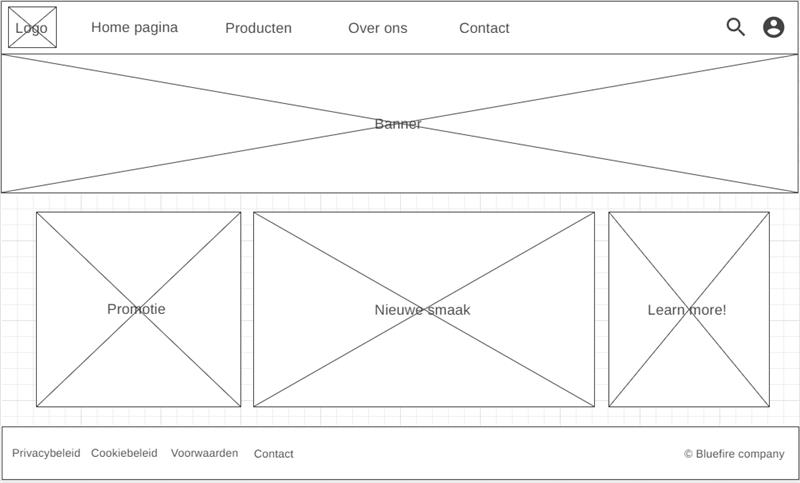 Logo
Home pagina
Producten
Over ons
Contact
Banner
Promotie
Nieuwe smaak
Learn more!
Privacybeleid
Cookiebeleid
Voorwaarden
Contact
© Bluefire company